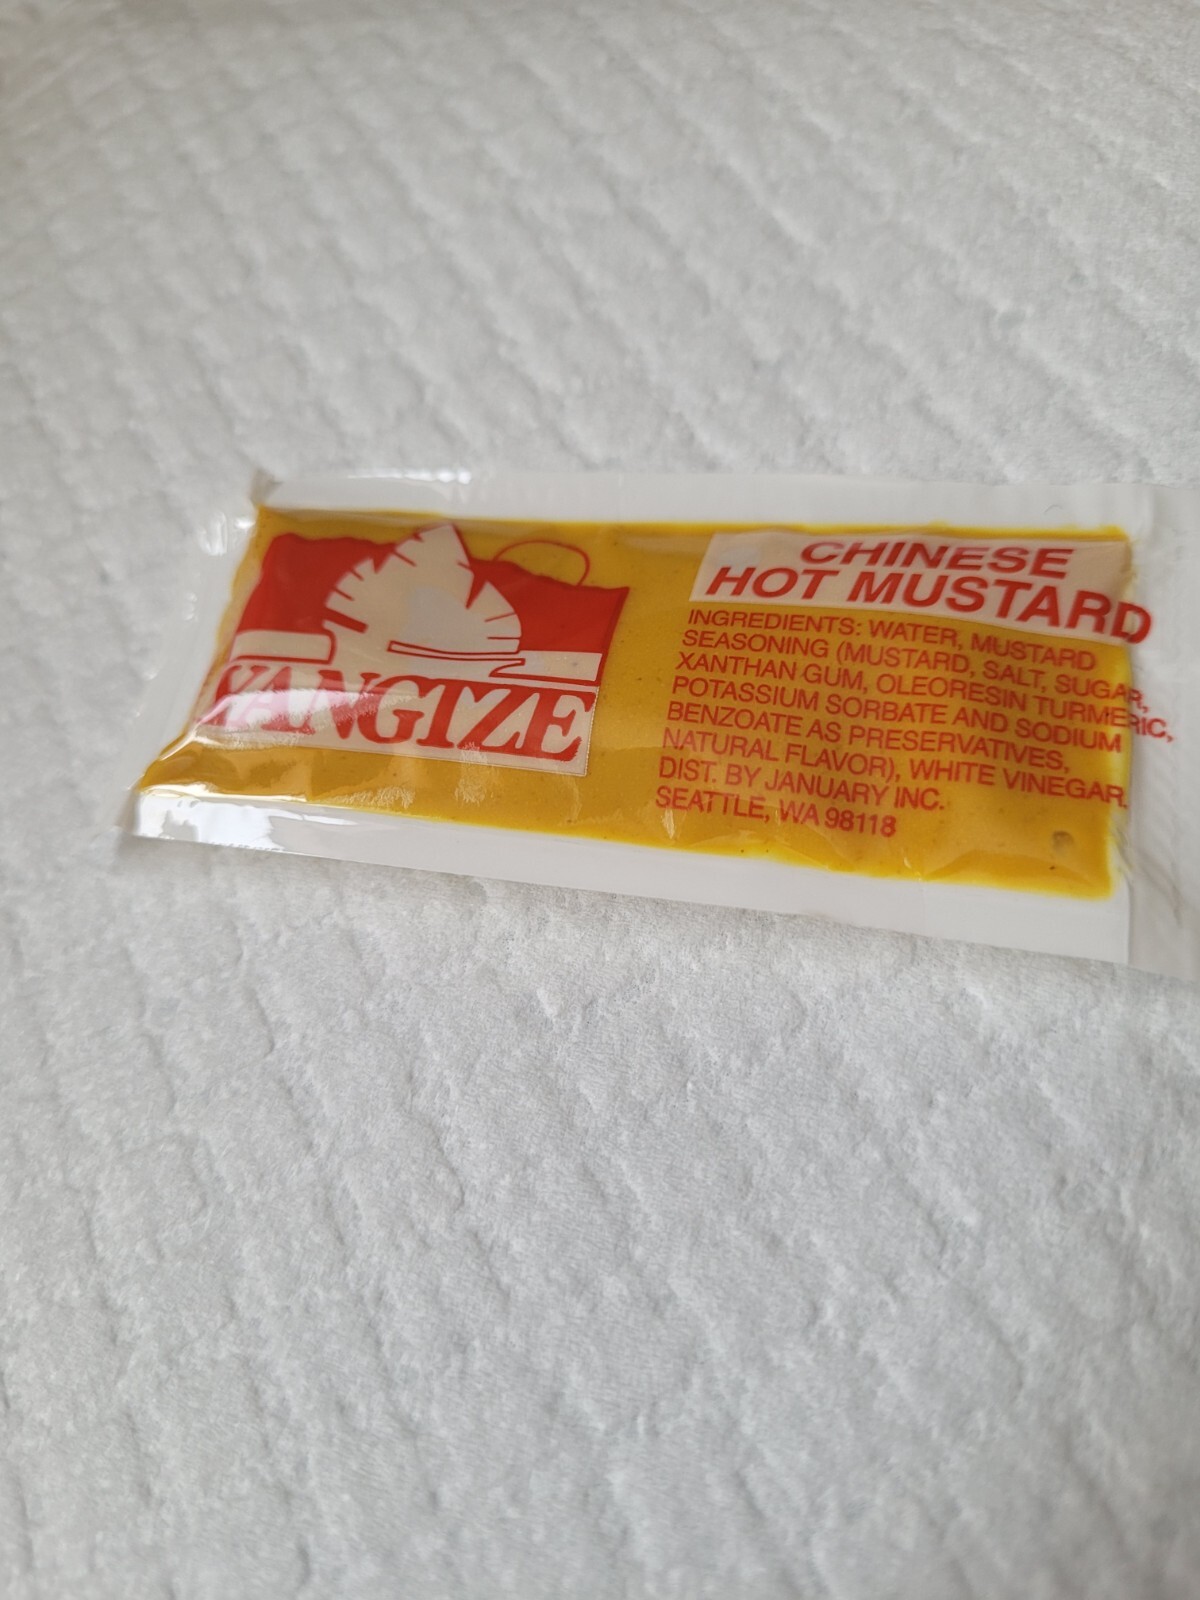 YANGTZE
CHINESE
HOT MUSTARD
INGREDIENTS: WATER, MUSTARD
SEASONING (MUSTARD, SALT, SUGAR,
XANTHAN GUM, OLEORESIN TURMERIC,
POTASSIUM SORBATE AND SODIUM
BENZOATE AS PRESERVATIVES,
NATURAL FLAVOR), WHITE VINEGAR.
DIST. BY JANUARY INC.
SEATTLE, WA 98118